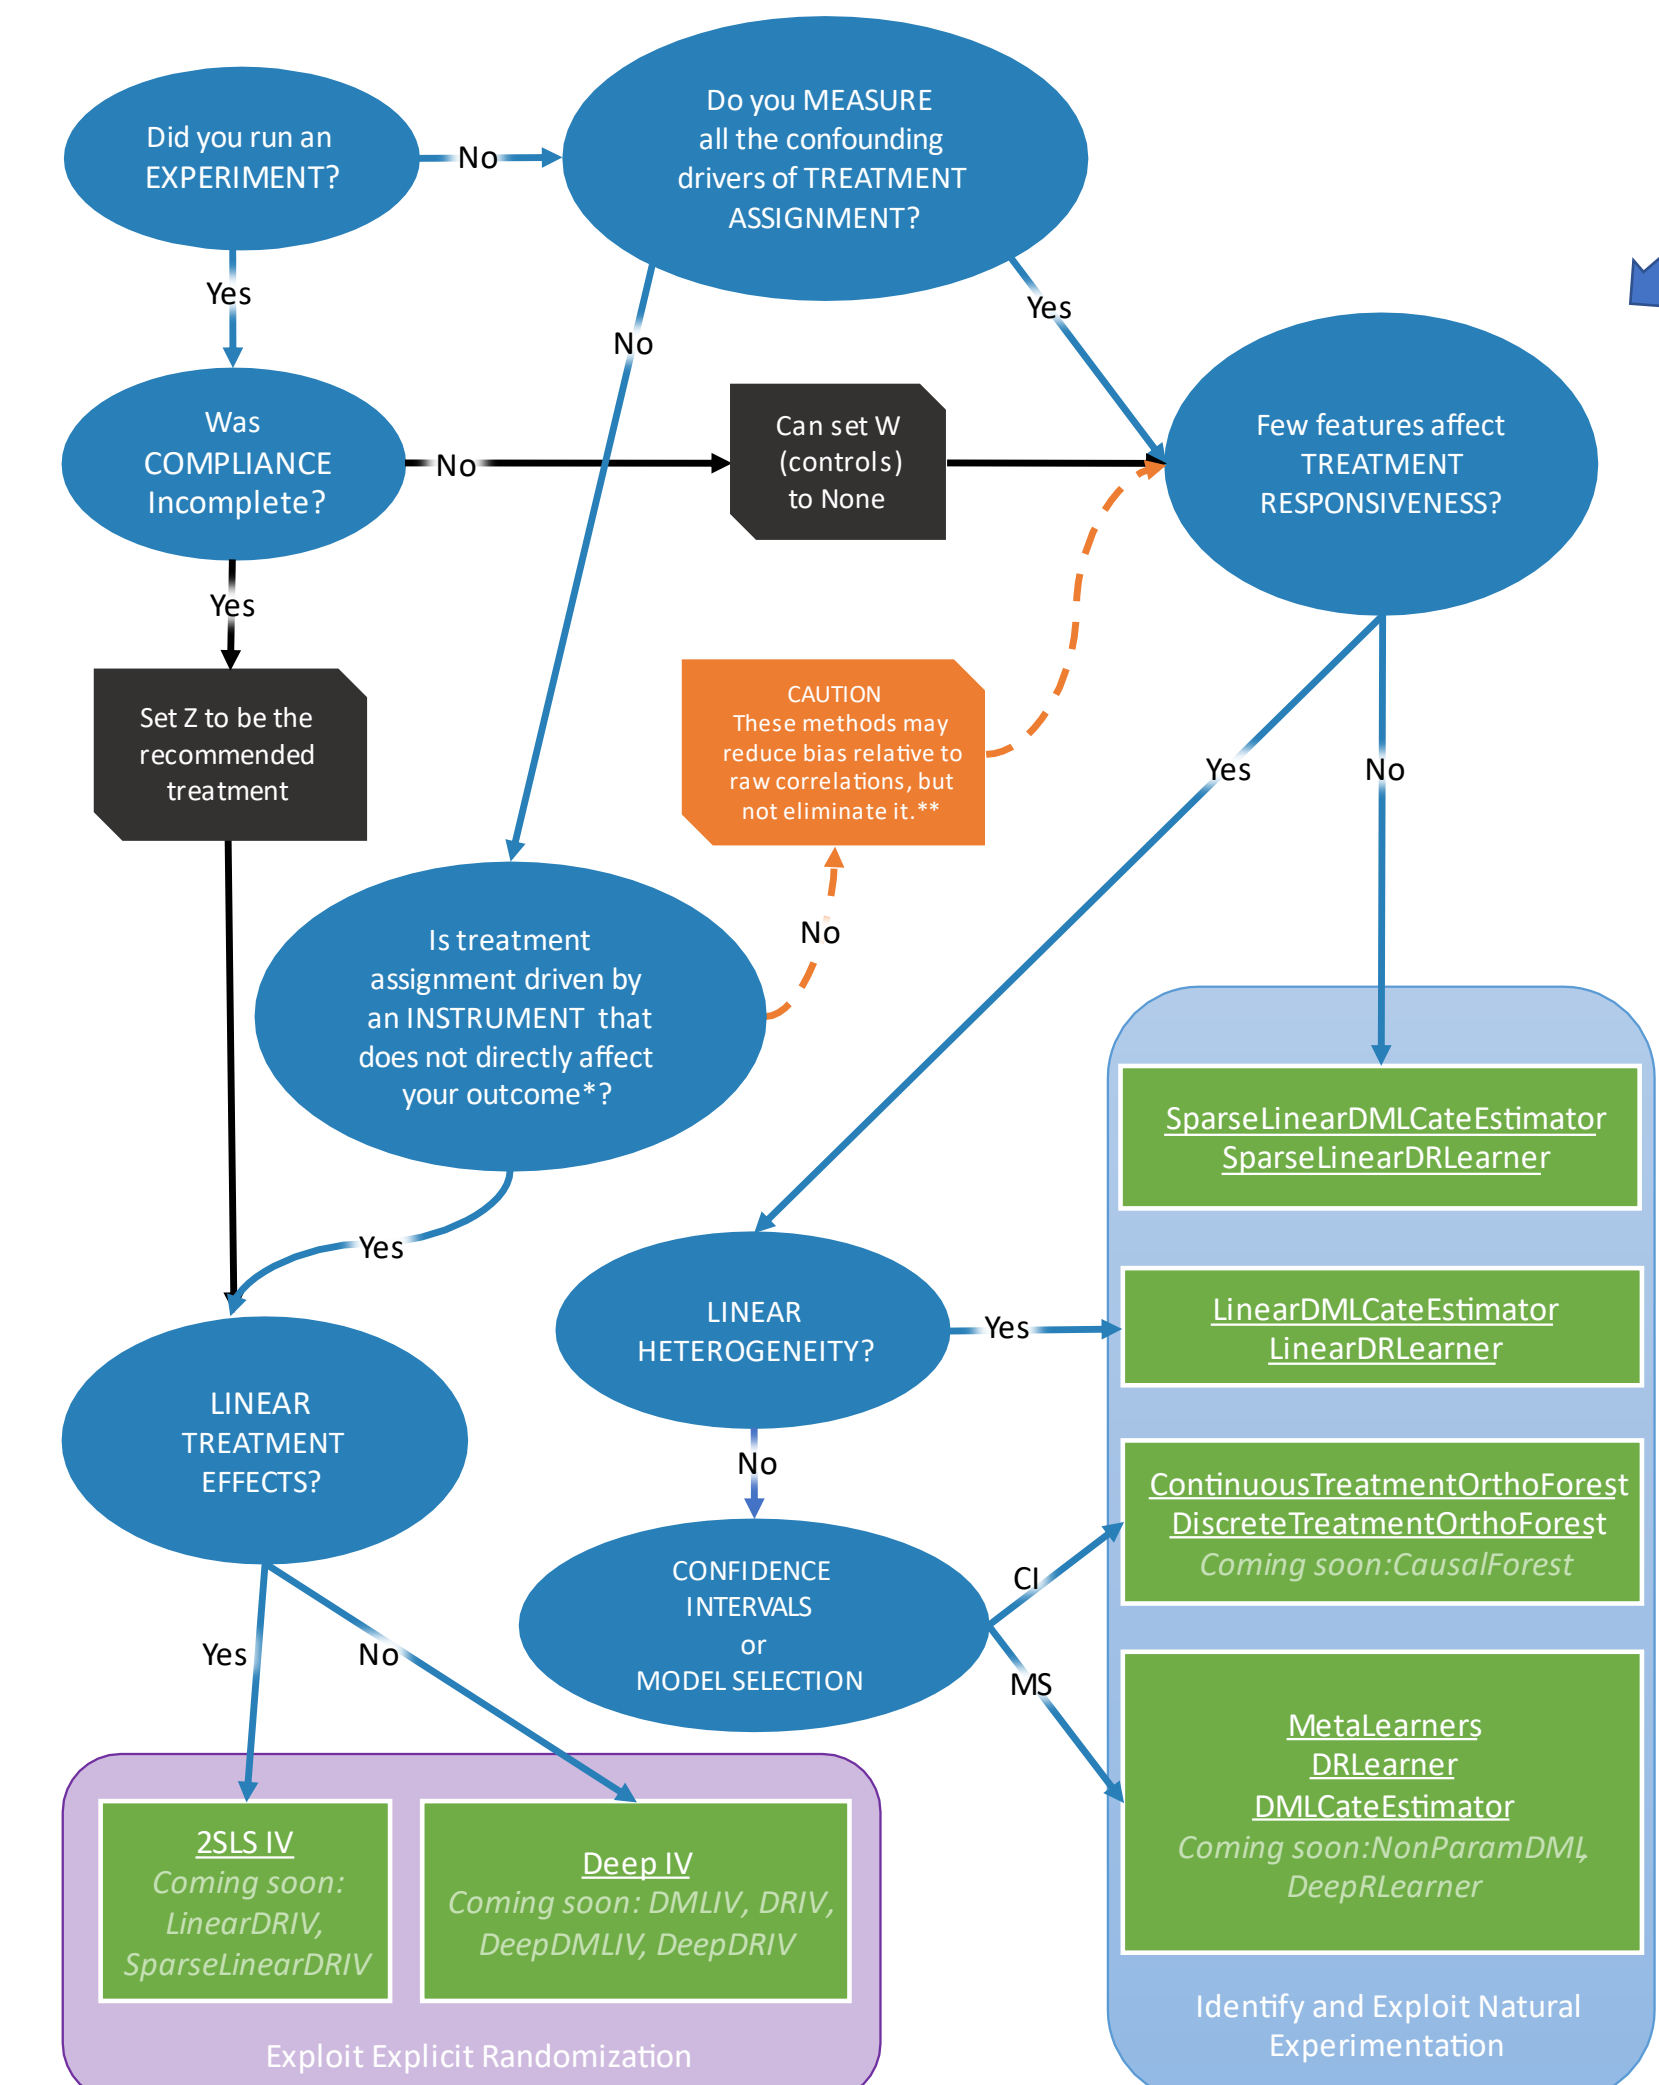 Did you run an
EXPERIMENT?
No
Do you MEASURE
all the confounding
drivers of TREATMENT
ASSIGNMENT?
Yes
No
Yes
Was
COMPLIANCE
Incomplete?
No
Can set W
(controls)
to None
Few features affect
TREATMENT
RESPONSIVENESS?
Yes
Set Z to be the
recommended
treatment
CAUTION
These methods may
reduce bias relative to
raw correlations, but
not eliminate it.**
Yes
No
Is treatment
assignment driven by
an INSTRUMENT that
does not directly affect
your outcome*?
No
Yes
SparseLinearDMLCateEstimator
SparseLinearDRLearner
LINEAR
HETEROGENEITY?
Yes
LinearDMLCateEstimator
LinearDRLearner
LINEAR
TREATMENT
EFFECTS?
No
ContinuousTreatmentOrthoForest
DiscreteTreatmentOrthoForest
Coming soon:CausalForest
CONFIDENCE
INTERVALS
or
MODEL SELECTION
CI
MS
Yes
No
MetaLearners
DRLearner
DMLCateEstimator
Coming soon:NonParamDML,
DeepRLearner
2SLS IV
Coming soon:
LinearDRIV,
SparseLinearDRIV
Deep IV
Coming soon: DMLIV, DRIV,
DeepDMLIV, DeepDRIV
Exploit Explicit Randomization
Identify and Exploit Natural
Experimentation